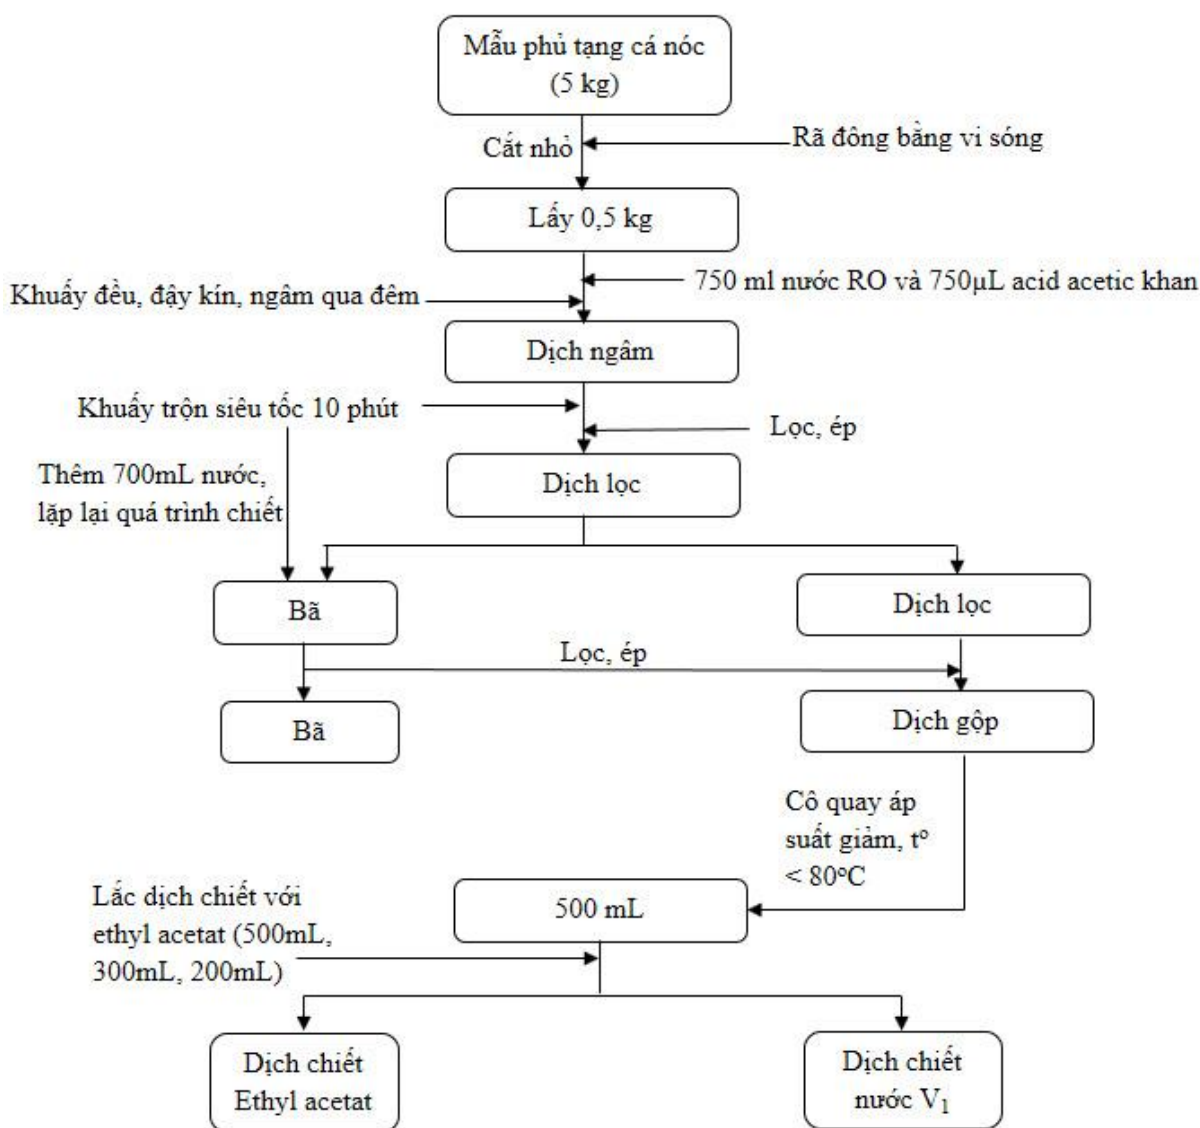 Mẫu phủ tạng cá nóc
(5 kg)
Cắt nhỏ
Rã đông bằng vi sóng
Lấy 0,5 kg
750 ml nước RO và 750µL acid acetic khan
Khuấy đều, đậy kín, ngâm qua đêm
Dịch ngâm
Khuấy trộn siêu tốc 10 phút
Lọc, ép
Thêm 700mL nước,
lặp lại quá trình chiết
Dịch lọc
Bã
Dịch lọc
Lọc, ép
Bã
Dịch gộp
Cô quay áp
suất giảm, tº
< 80ºC
Lắc dịch chiết với
ethyl acetat (500mL,
300mL, 200mL)
500 mL
Dịch chiết
Ethyl acetat
Dịch chiết
nước V₁